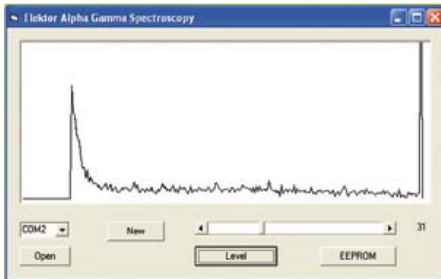 Elektor Alpha Gamma Spectroscopy
COM2 New 31
Open Level EEPROM